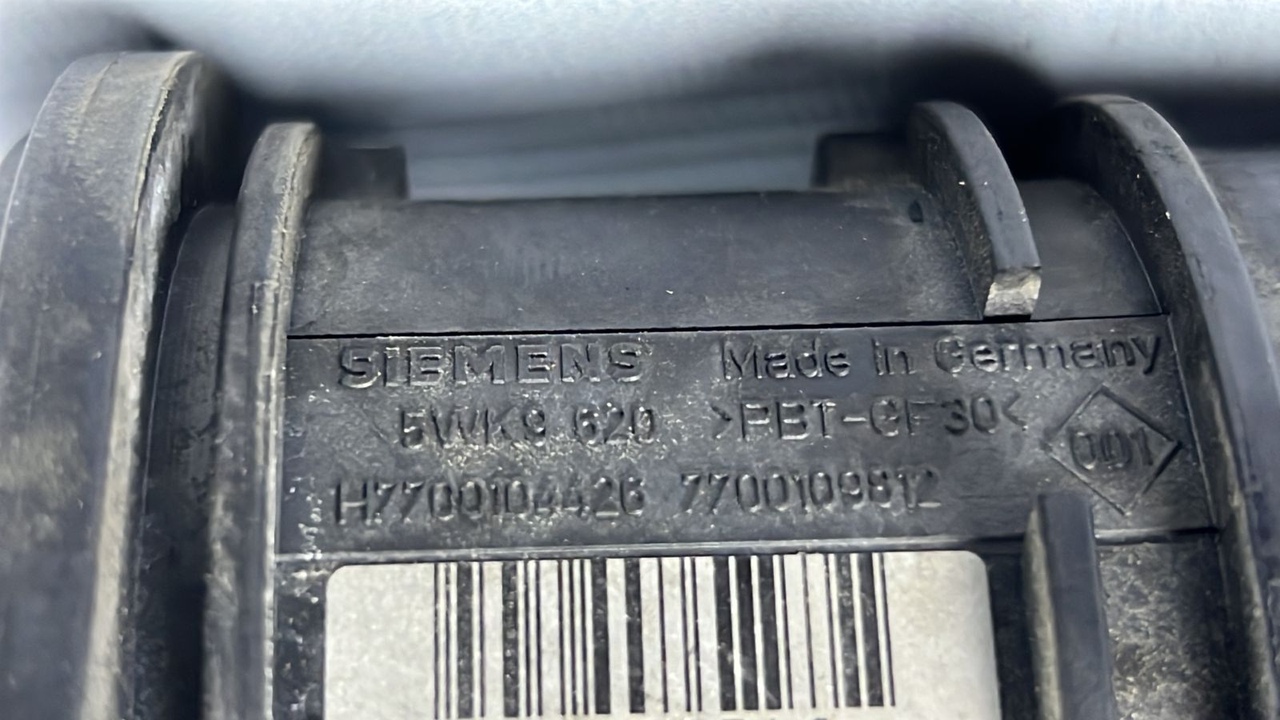 SIEMENS Made in Germany
5WK9 620 >PBT-GF30<
001
H7700104426 7700109812